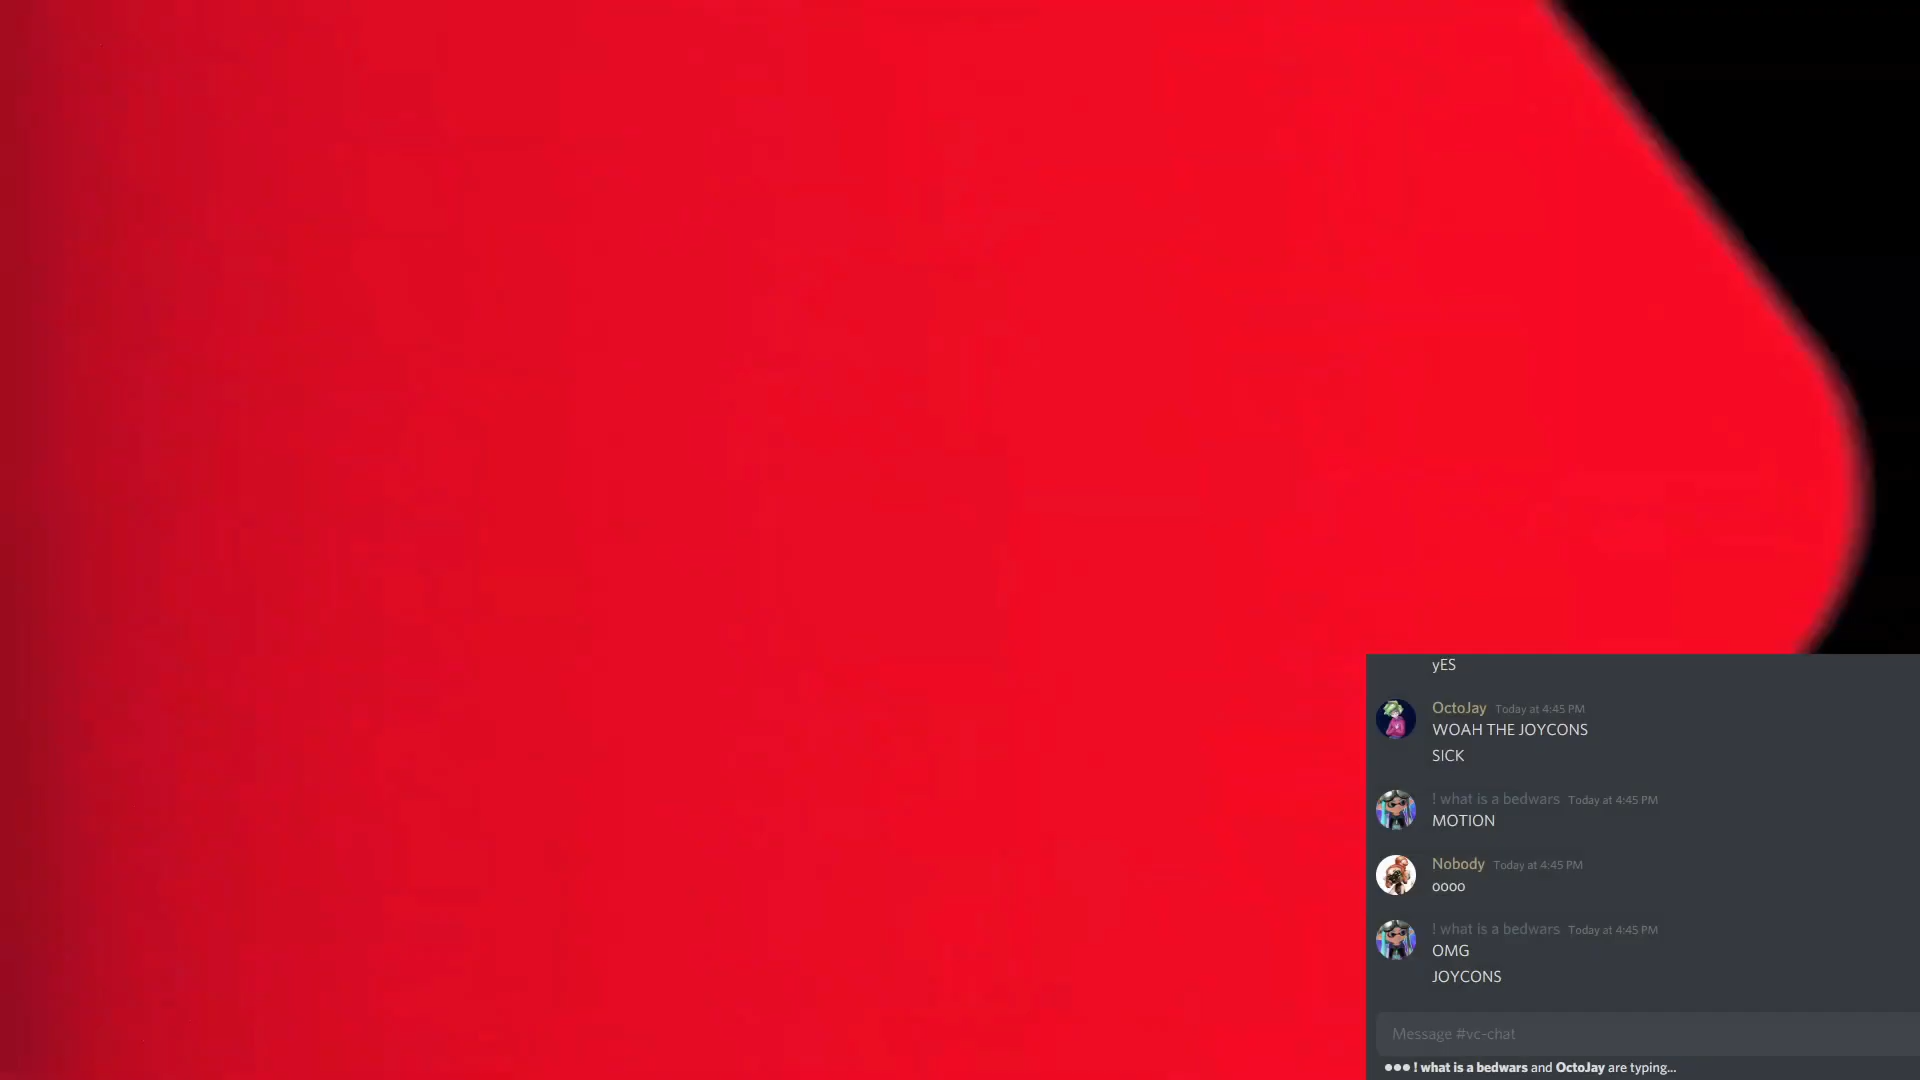 yES
OctoJay Today at 4:45 PM
WOAH THE JOYCONS
SICK
! what is a bedwars Today at 4:45 PM
MOTION
Nobody Today at 4:45 PM
oooo
! what is a bedwars Today at 4:45 PM
OMG
JOYCONS
Message #vc-chat
! what is a bedwars and OctoJay are typing...